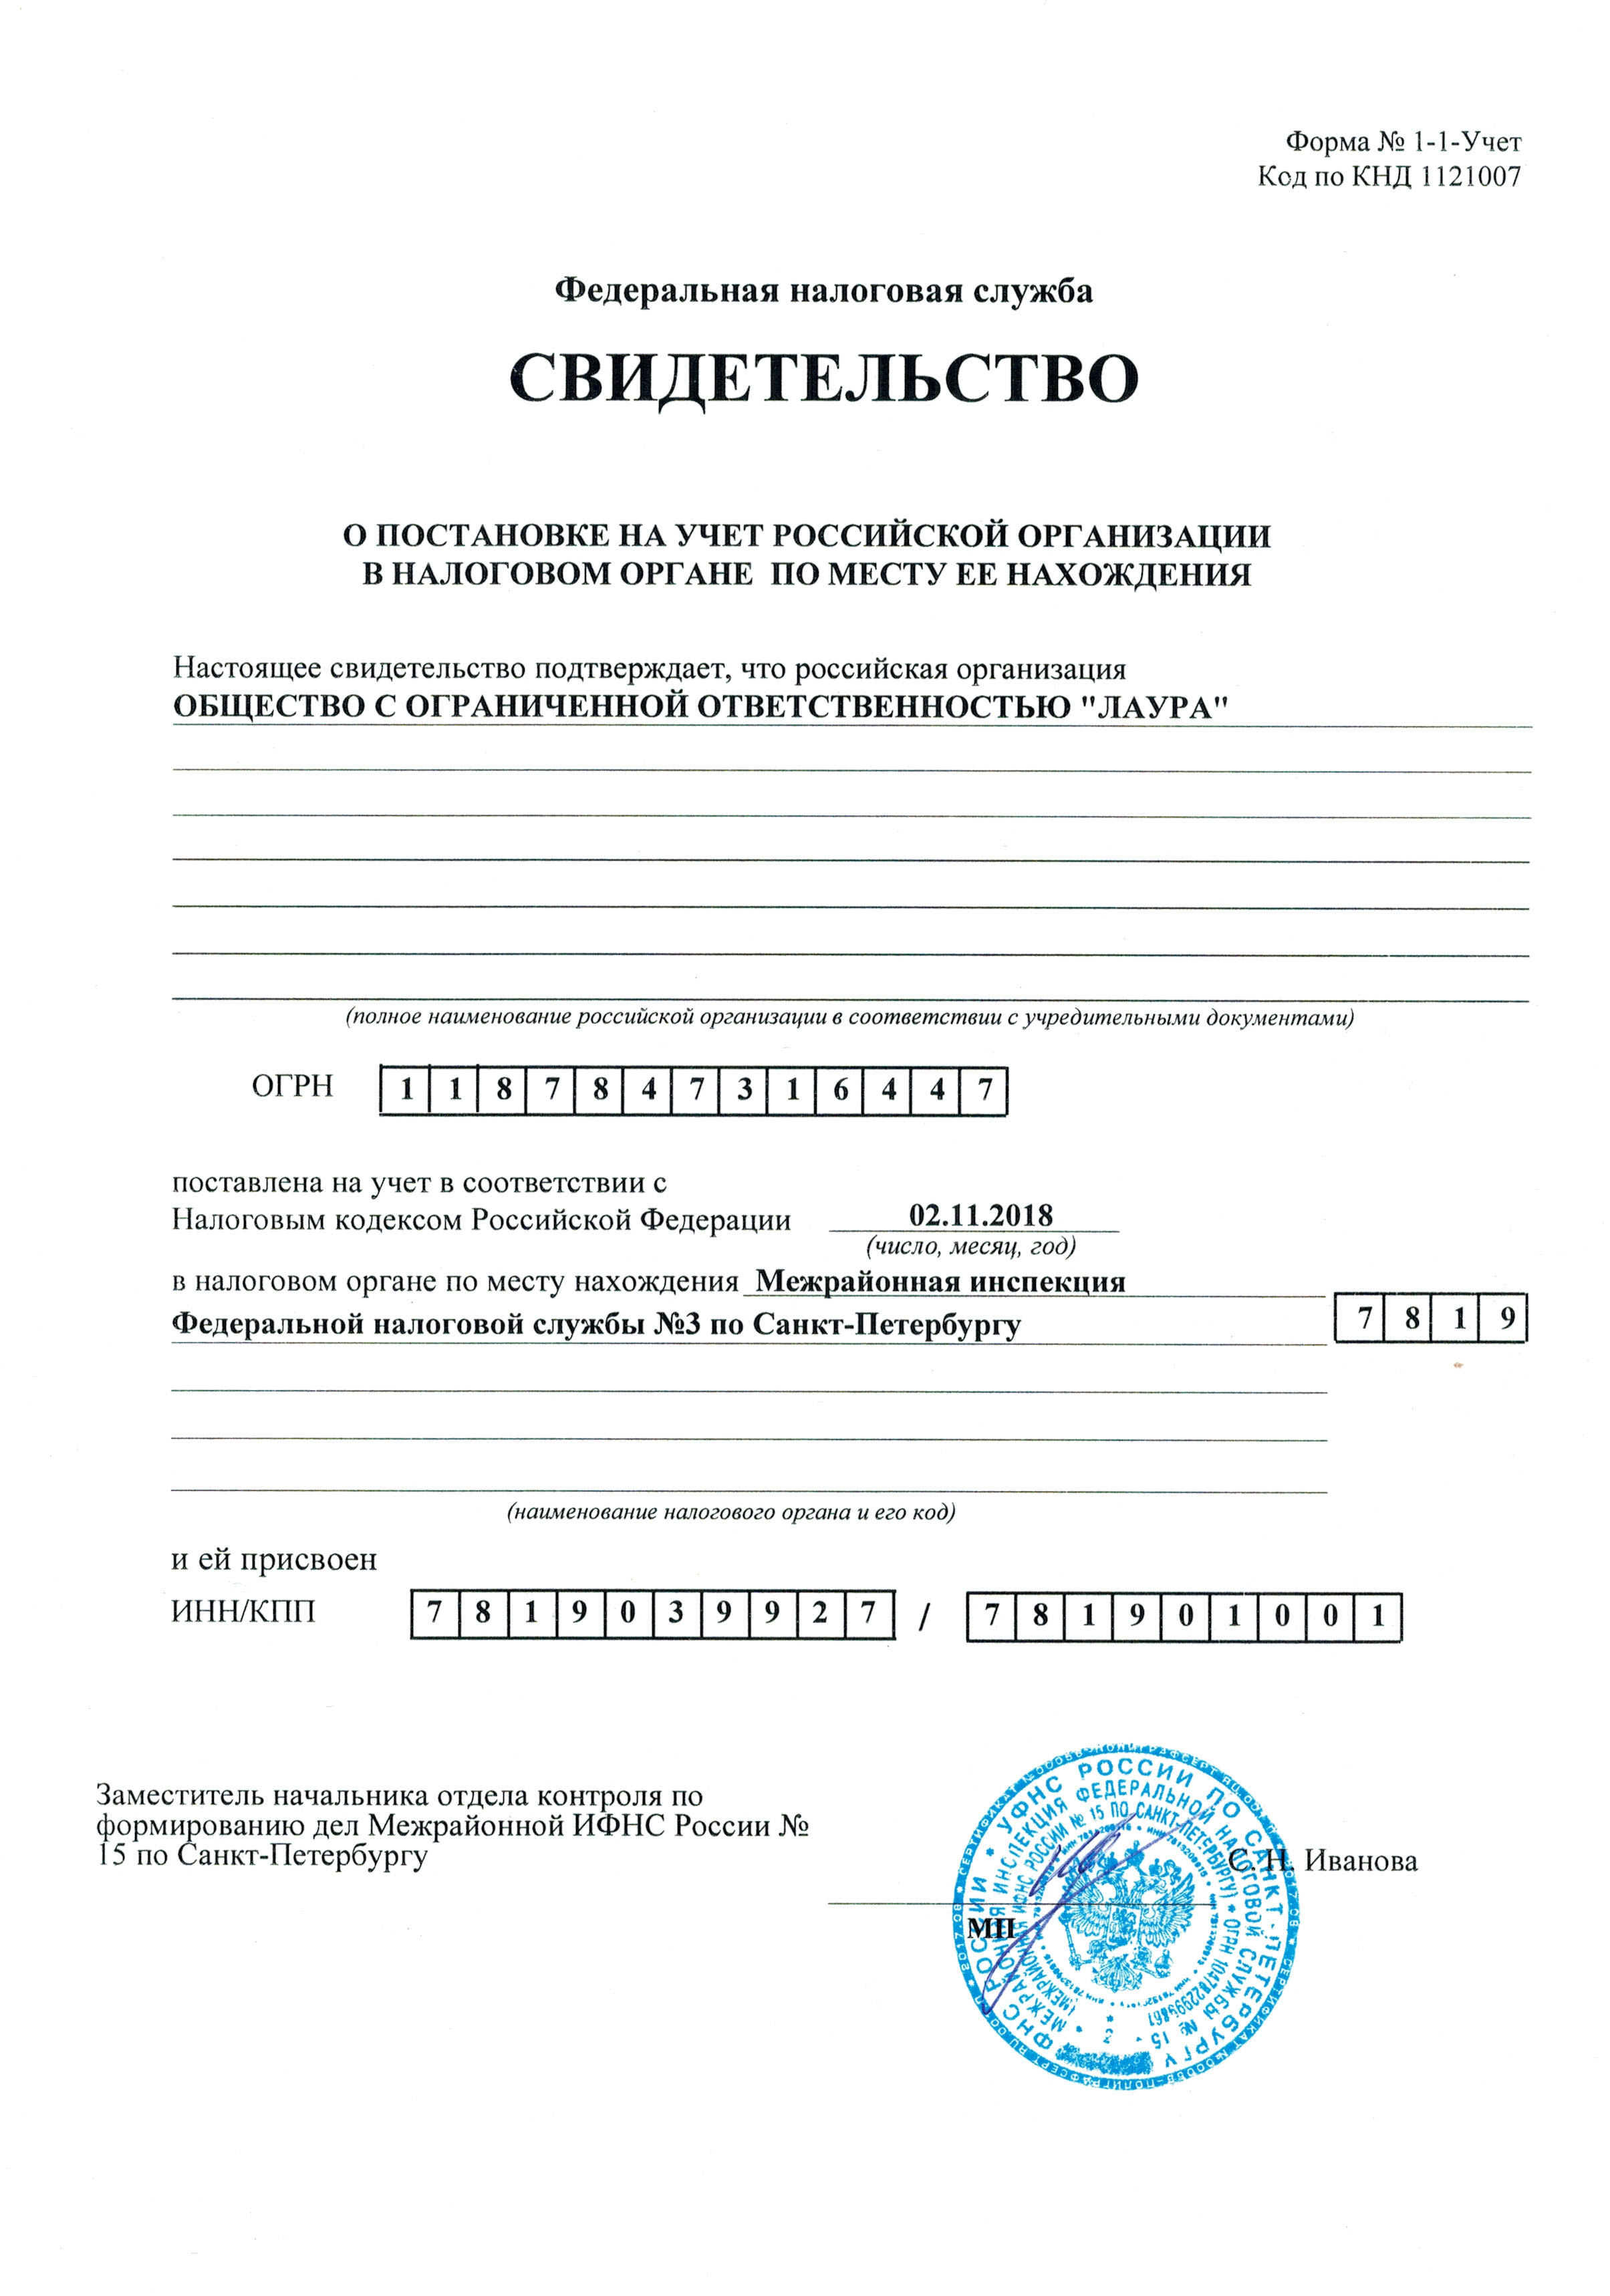 Форма № 1-1-Учет
Код по КНД 1121007
Федеральная налоговая служба
СВИДЕТЕЛЬСТВО
О ПОСТАНОВКЕ НА УЧЕТ РОССИЙСКОЙ ОРГАНИЗАЦИИ
В НАЛОГОВОМ ОРГАНЕ ПО МЕСТУ ЕЕ НАХОЖДЕНИЯ
Настоящее свидетельство подтверждает, что российская организация
ОБЩЕСТВО С ОГРАНИЧЕННОЙ ОТВЕТСТВЕННОСТЬЮ "ЛАУРА"
(полное наименование российской организации в соответствии с учредительными документами)
ОГРН 1 1 8 7 8 4 7 3 1 6 4 4 7
поставлена на учет в соответствии с
Налоговым кодексом Российской Федерации 02.11.2018
(число, месяц, год)
в налоговом органе по месту нахождения Межрайонная инспекция
Федеральной налоговой службы №3 по Санкт-Петербургу 7 8 1 9
(наименование налогового органа и его код)
и ей присвоен
ИНН/КПП 7 8 1 9 0 3 9 9 2 7 / 7 8 1 9 0 1 0 0 1
Заместитель начальника отдела контроля по
формированию дел Межрайонной ИФНС России №
15 по Санкт-Петербургу
С. Н. Иванова
МП
ФНС РОССИИ * УФНС РОССИИ ПО САНКТ-ПЕТЕРБУРГУ
МЕЖРАЙОННАЯ ИНСПЕКЦИЯ ФЕДЕРАЛЬНОЙ НАЛОГОВОЙ СЛУЖБЫ № 15
(МЕЖРАЙОННАЯ ИФНС РОССИИ № 15 ПО САНКТ-ПЕТЕРБУРГУ) * ОГРН